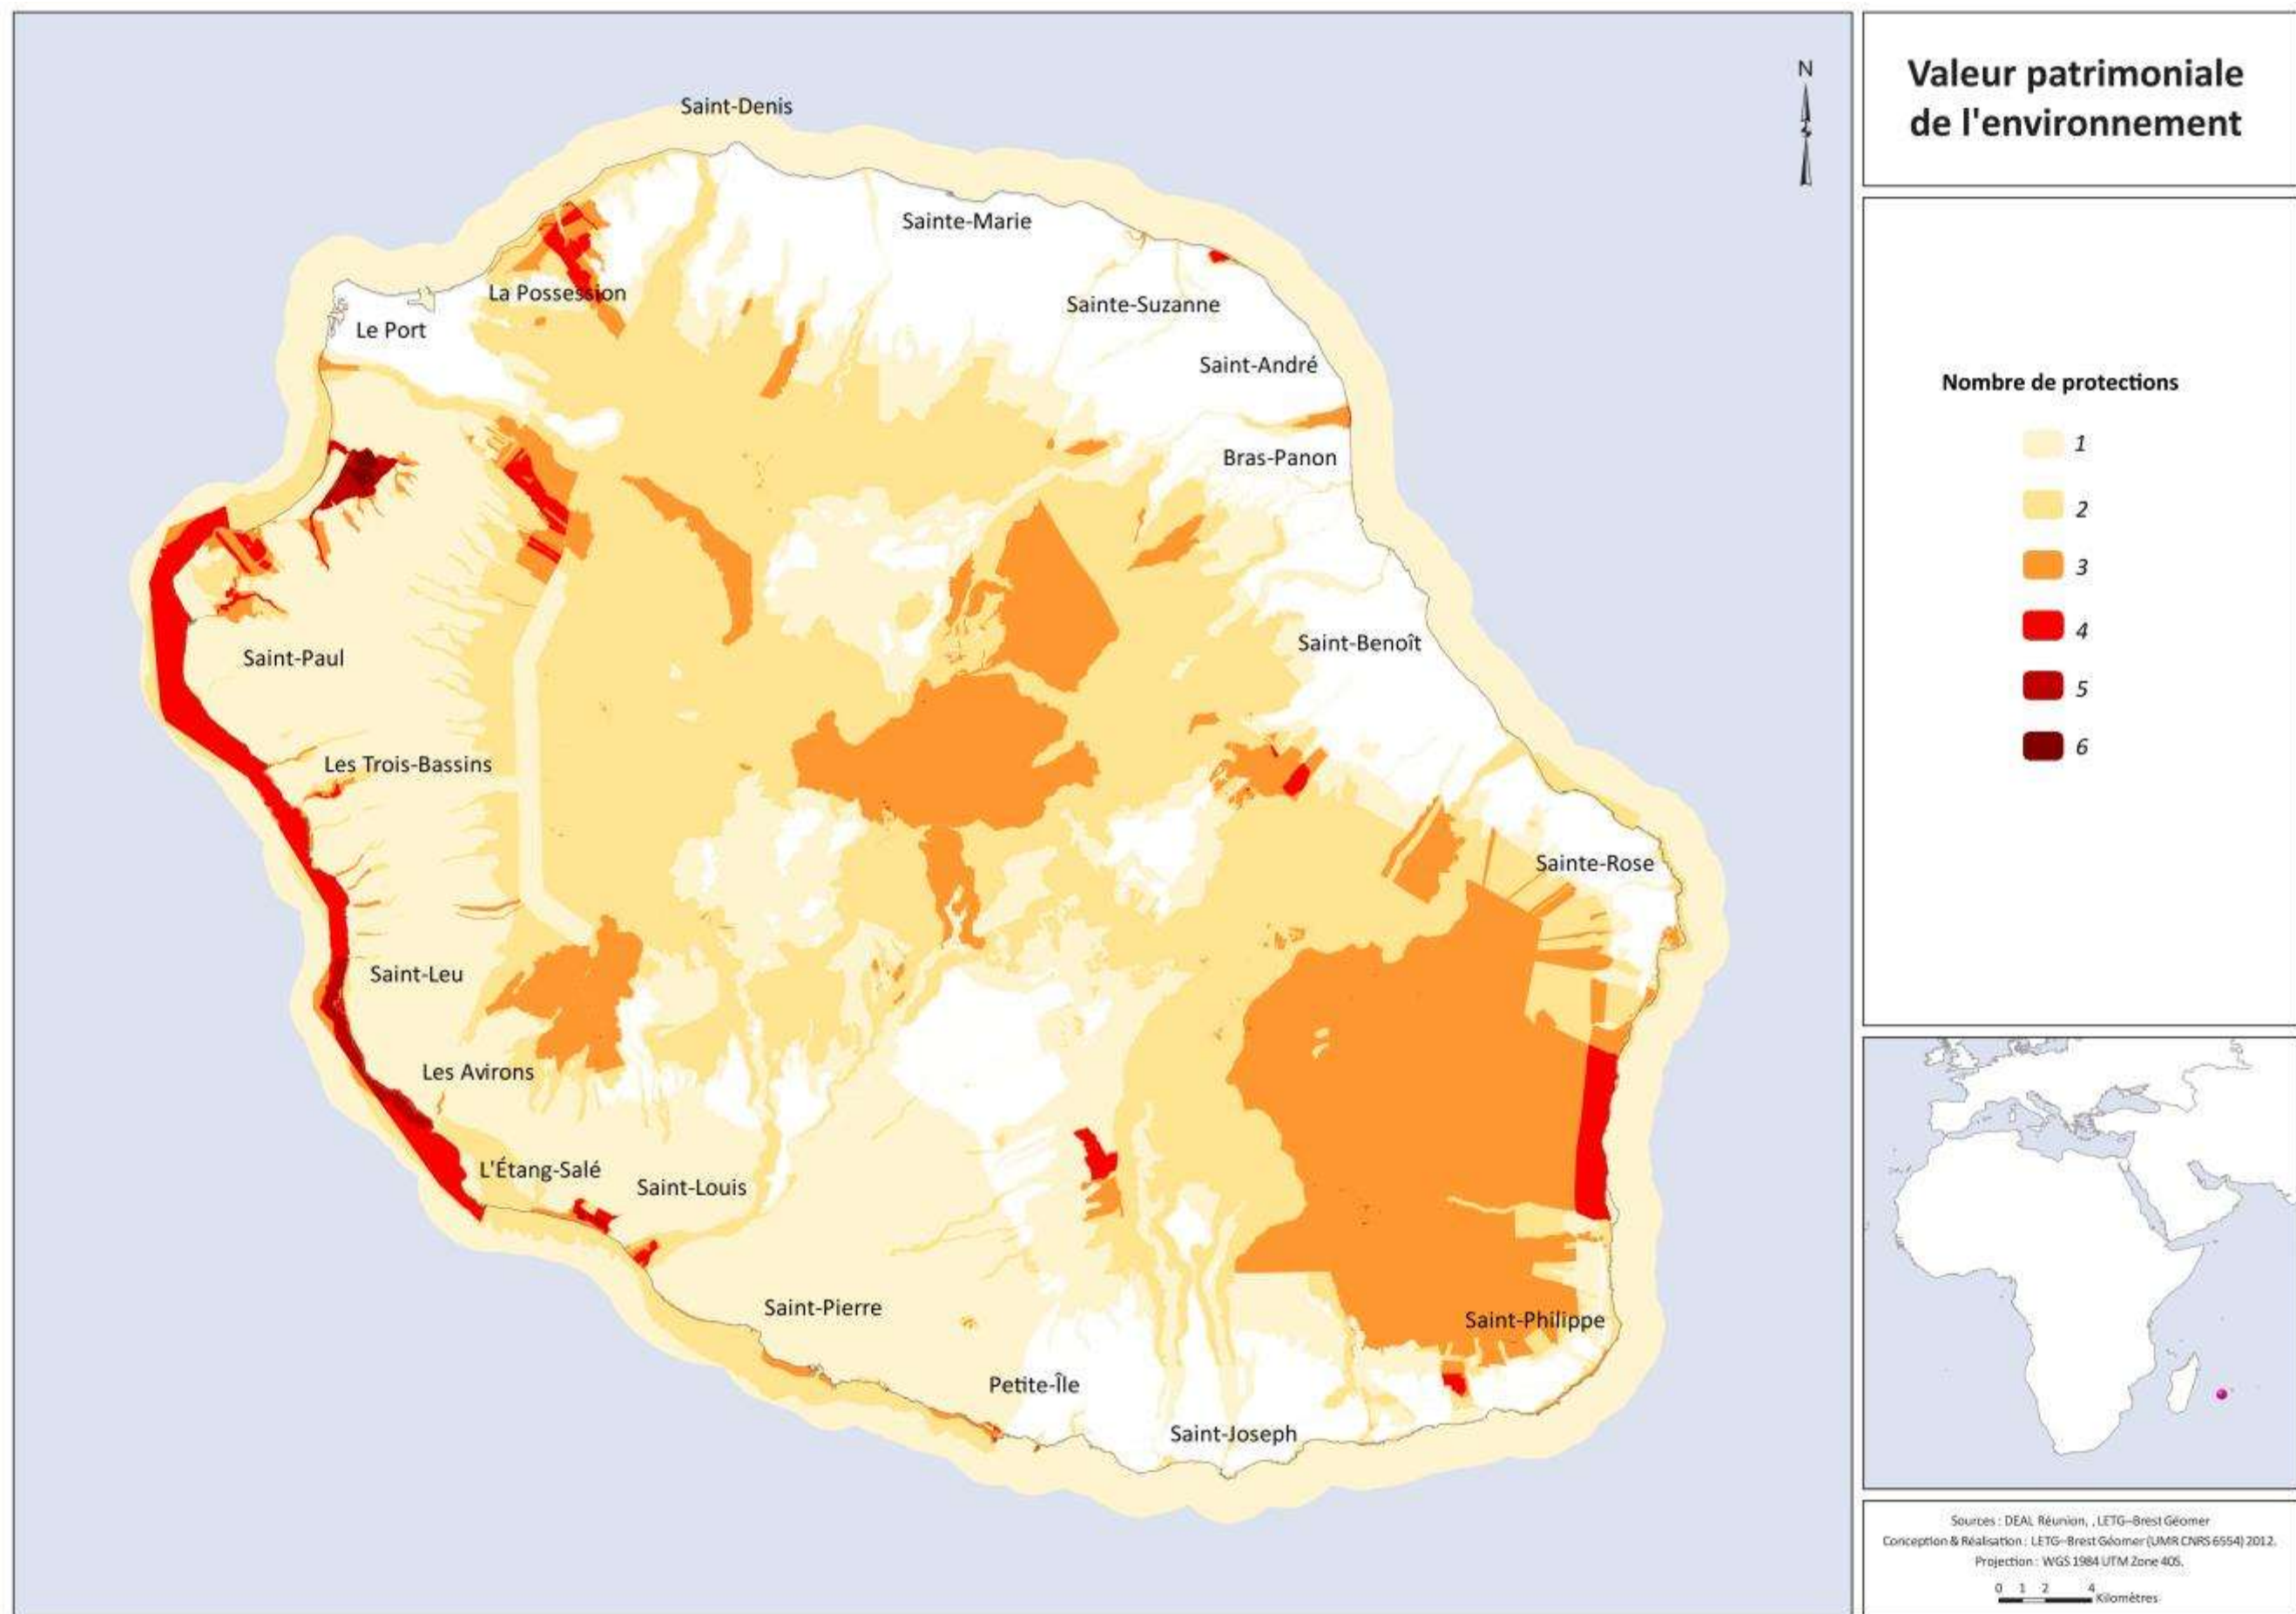 Valeur patrimoniale
de l'environnement
N
Saint-Denis
Sainte-Marie
La Possession
Sainte-Suzanne
Le Port
Saint-André
Bras-Panon
Saint-Benoît
Saint-Paul
Les Trois-Bassins
Sainte-Rose
Saint-Leu
Les Avirons
L'Étang-Salé
Saint-Louis
Saint-Pierre
Saint-Philippe
Petite-Île
Saint-Joseph
Nombre de protections
1
2
3
4
5
6
Sources : DEAL Réunion, , LETG-Brest Géomer
Conception & Réalisation : LETG-Brest Géomer (UMR CNRS 6554) 2012.
Projection : WGS 1984 UTM Zone 40S.
0 1 2 4 Kilomètres